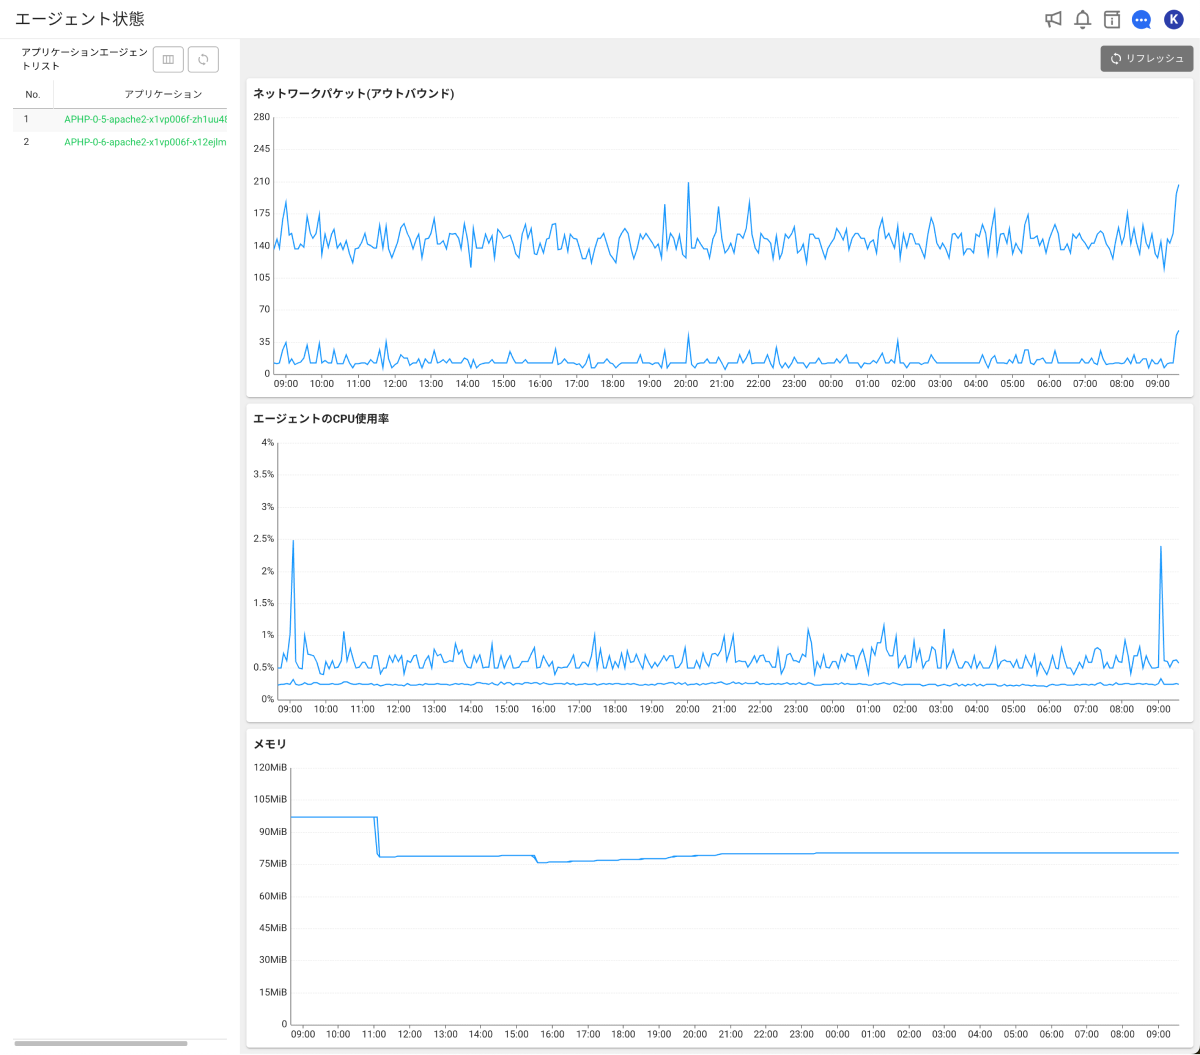 エージェント状態
K
アプリケーションエージェン
トリスト
リフレッシュ
No. アプリケーション
1 APHP-0-5-apache2-x1vp006f-zh1uu48
2 APHP-0-6-apache2-x1vp006f-x12ejlm
ネットワークパケット(アウトバウンド)
280
245
210
175
140
105
70
35
0
09:00 10:00 11:00 12:00 13:00 14:00 15:00 16:00 17:00 18:00 19:00 20:00 21:00 22:00 23:00 00:00 01:00 02:00 03:00 04:00 05:00 06:00 07:00 08:00 09:00
エージェントのCPU使用率
4%
3.5%
3%
2.5%
2%
1.5%
1%
0.5%
0%
09:00 10:00 11:00 12:00 13:00 14:00 15:00 16:00 17:00 18:00 19:00 20:00 21:00 22:00 23:00 00:00 01:00 02:00 03:00 04:00 05:00 06:00 07:00 08:00 09:00
メモリ
120MiB
105MiB
90MiB
75MiB
60MiB
45MiB
30MiB
15MiB
0
09:00 10:00 11:00 12:00 13:00 14:00 15:00 16:00 17:00 18:00 19:00 20:00 21:00 22:00 23:00 00:00 01:00 02:00 03:00 04:00 05:00 06:00 07:00 08:00 09:00